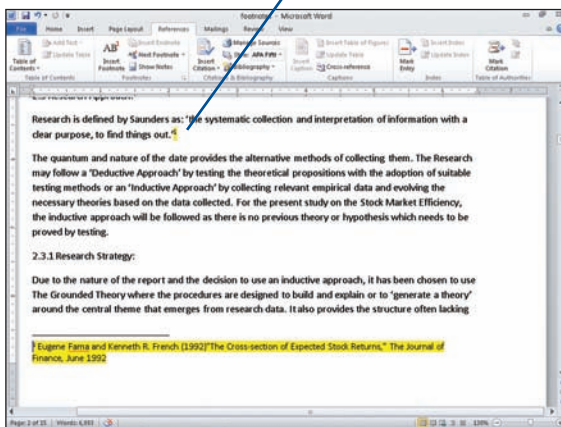 footnotes - Microsoft Word
File Home Insert Page Layout References Mailings Review View
Table of Contents
Add Text
Update Table
Table of Contents
AB¹
Insert Footnote
Insert Endnote
Next Footnote
Show Notes
Footnotes
Insert Citation
Manage Sources
Style: APA Fifth
Bibliography
Citations & Bibliography
Insert Caption
Insert Table of Figures
Update Table
Cross-reference
Captions
Mark Entry
Insert Index
Update Index
Index
Mark Citation
Table of Authorities
2.3 Research Approach:
Research is defined by Saunders as: ‘the systematic collection and interpretation of information with a
clear purpose, to find things out.’¹
The quantum and nature of the date provides the alternative methods of collecting them. The Research
may follow a ‘Deductive Approach’ by testing the theoretical propositions with the adoption of suitable
testing methods or an ‘Inductive Approach’ by collecting relevant empirical data and evolving the
necessary theories based on the data collected. For the present study on the Stock Market Efficiency,
the inductive approach will be followed as there is no previous theory or hypothesis which needs to be
proved by testing.
2.3.1 Research Strategy:
Due to the nature of the report and the decision to use an inductive approach, it has been chosen to use
The Grounded Theory where the procedures are designed to build and explain or to ‘generate a theory’
around the central theme that emerges from research data. It also provides the structure often lacking
¹ Eugene Fama and Kenneth R. French (1992)"The Cross-section of Expected Stock Returns," The Journal of
Finance, June 1992
Page: 2 of 15 Words: 4,993 130%